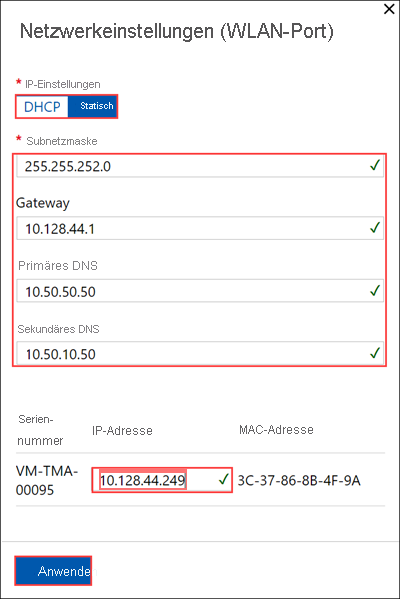 Netzwerkeinstellungen (WLAN-Port)
* IP-Einstellungen
DHCP Statisch
* Subnetzmaske
255.255.252.0
Gateway
10.128.44.1
Primäres DNS
10.50.50.50
Sekundäres DNS
10.50.10.50
Serien-
nummer IP-Adresse MAC-Adresse
VM-TMA-
00095 10.128.44.249 3C-37-86-8B-4F-9A
Anwende